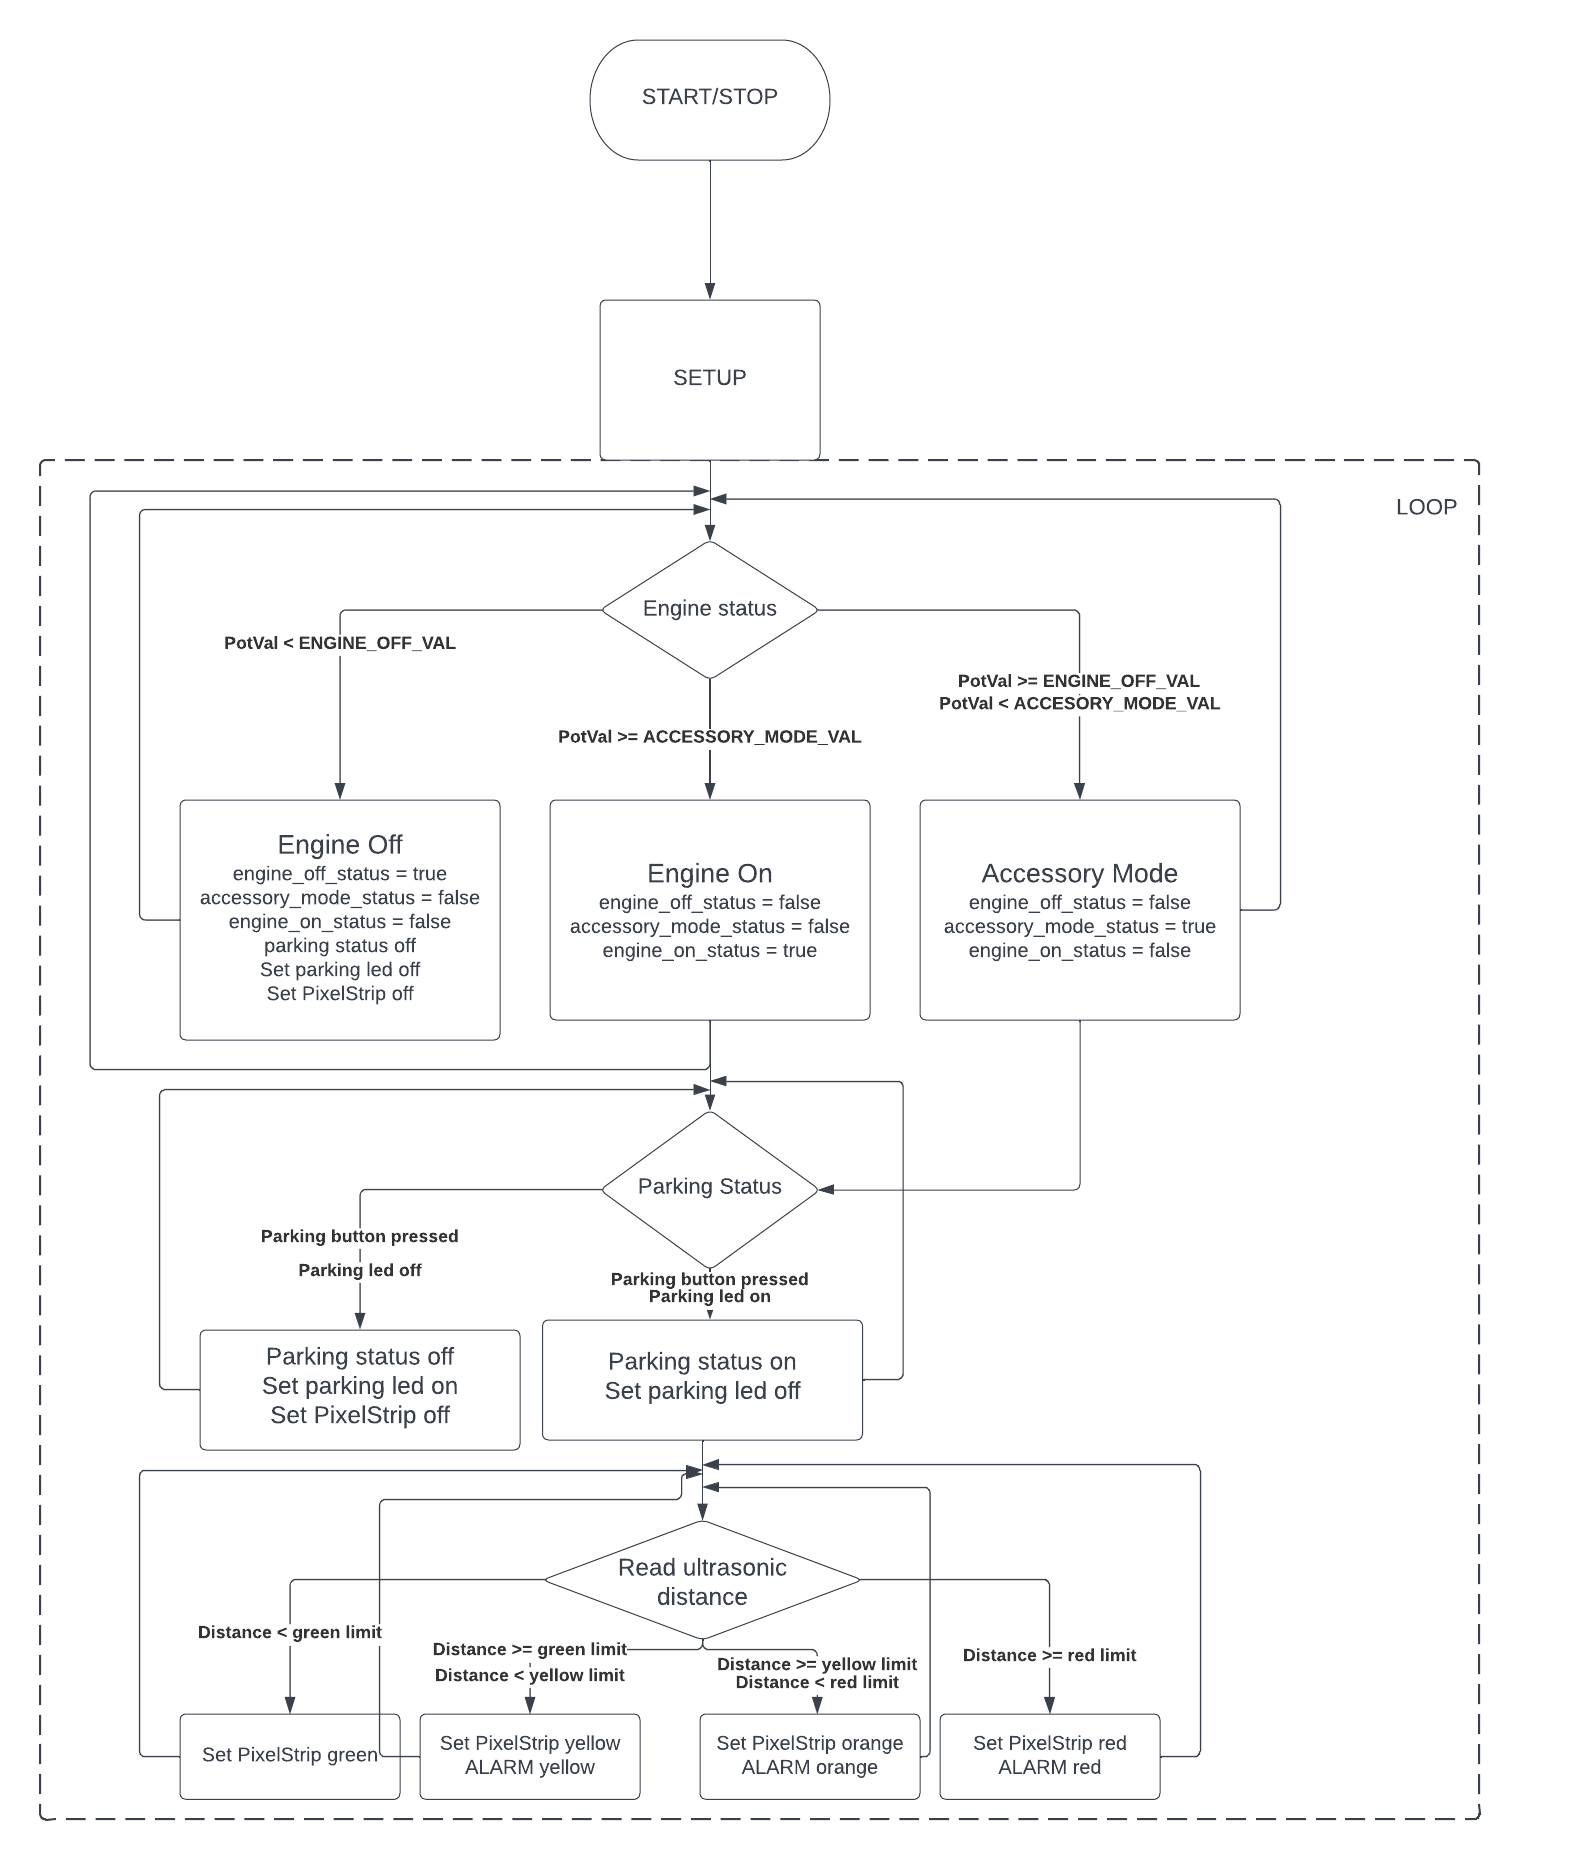 START/STOP
SETUP
LOOP
Engine status
PotVal < ENGINE_OFF_VAL
PotVal >= ACCESSORY_MODE_VAL
PotVal >= ENGINE_OFF_VAL
PotVal < ACCESORY_MODE_VAL
Engine Off
engine_off_status = true
accessory_mode_status = false
engine_on_status = false
parking status off
Set parking led off
Set PixelStrip off
Engine On
engine_off_status = false
accessory_mode_status = false
engine_on_status = true
Accessory Mode
engine_off_status = false
accessory_mode_status = true
engine_on_status = false
Parking Status
Parking button pressed
Parking led off
Parking button pressed
Parking led on
Parking status off
Set parking led on
Set PixelStrip off
Parking status on
Set parking led off
Read ultrasonic
distance
Distance < green limit
Distance >= green limit
Distance < yellow limit
Distance >= yellow limit
Distance < red limit
Distance >= red limit
Set PixelStrip green
Set PixelStrip yellow
ALARM yellow
Set PixelStrip orange
ALARM orange
Set PixelStrip red
ALARM red